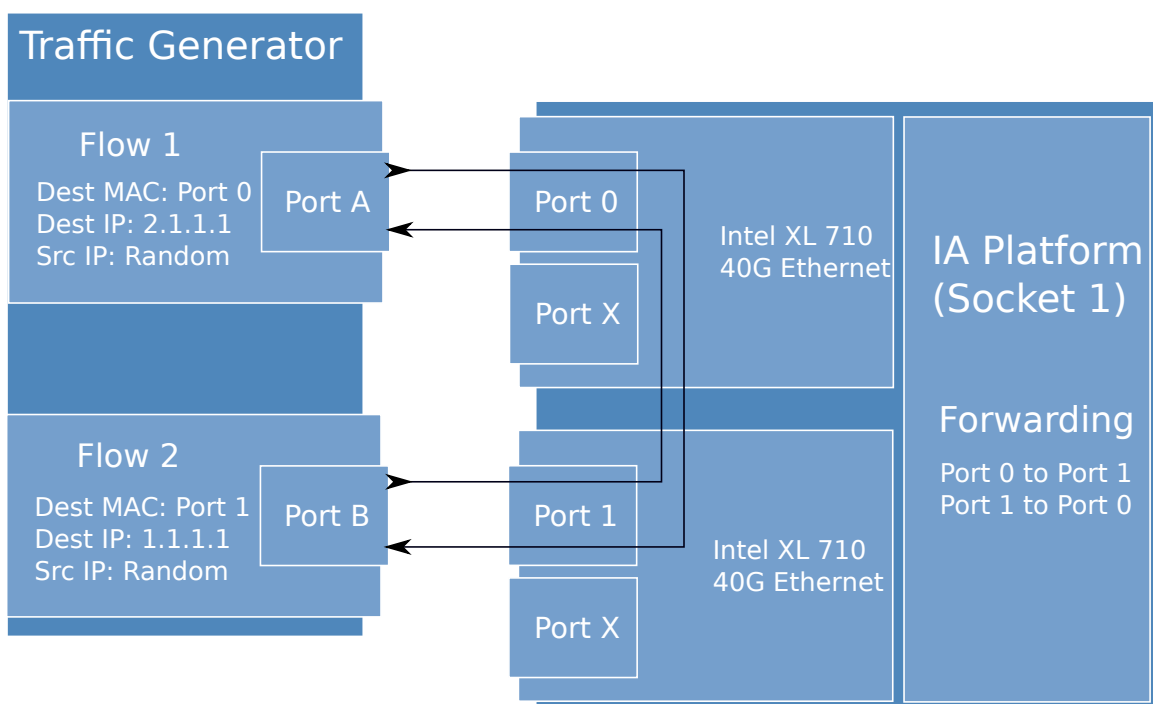 Traffic Generator
Flow 1
Dest MAC: Port 0
Dest IP: 2.1.1.1
Src IP: Random
Port A
Port 0
Port X
Intel XL 710
40G Ethernet
IA Platform
(Socket 1)
Forwarding
Port 0 to Port 1
Port 1 to Port 0
Flow 2
Dest MAC: Port 1
Dest IP: 1.1.1.1
Src IP: Random
Port B
Port 1
Port X
Intel XL 710
40G Ethernet